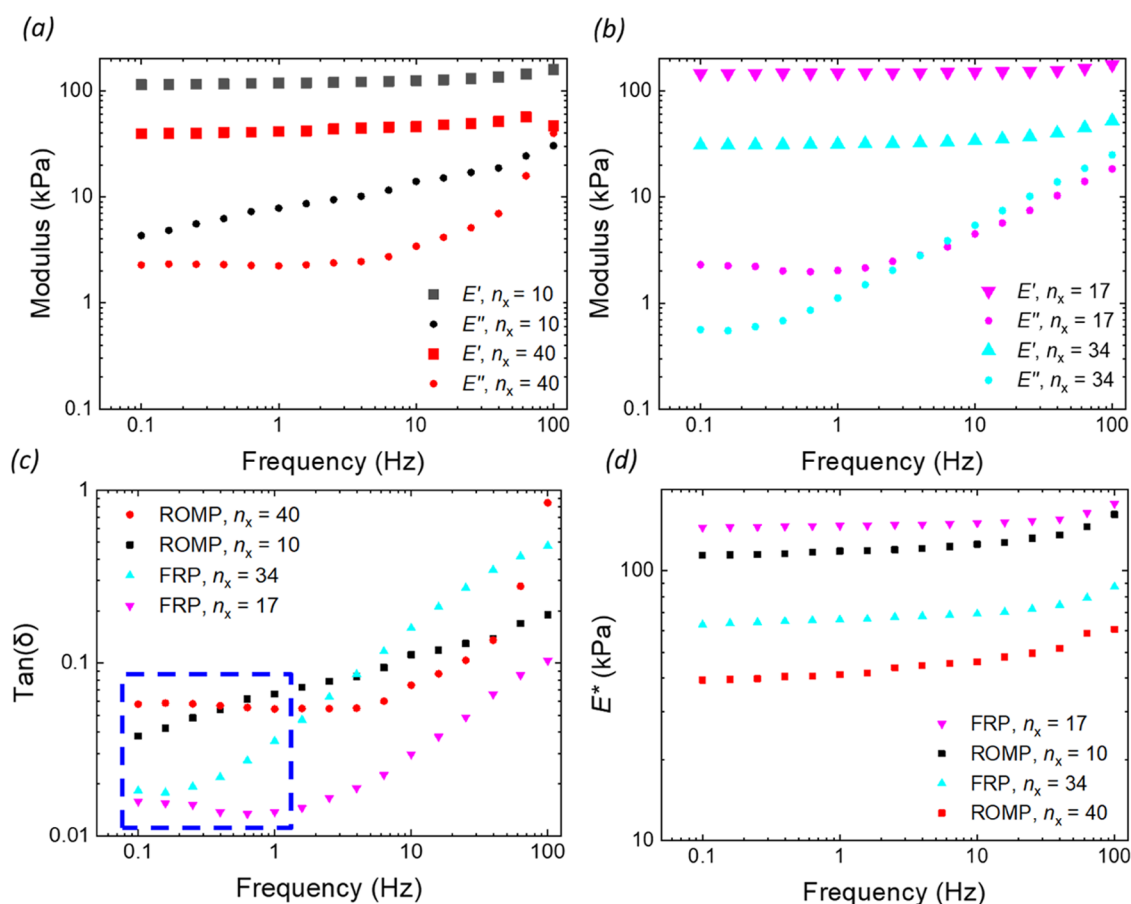 (a)
100
10
1
0.1
Modulus (kPa)
E', nx = 10
E", nx = 10
E', nx = 40
E", nx = 40
0.1 1 10 100
Frequency (Hz)
(b)
100
10
1
0.1
Modulus (kPa)
E', nx = 17
E", nx = 17
E', nx = 34
E", nx = 34
0.1 1 10 100
Frequency (Hz)
(c)
1
0.1
0.01
Tan(δ)
ROMP, nx = 40
ROMP, nx = 10
FRP, nx = 34
FRP, nx = 17
0.1 1 10 100
Frequency (Hz)
(d)
100
10
E* (kPa)
FRP, nx = 17
ROMP, nx = 10
FRP, nx = 34
ROMP, nx = 40
0.1 1 10 100
Frequency (Hz)